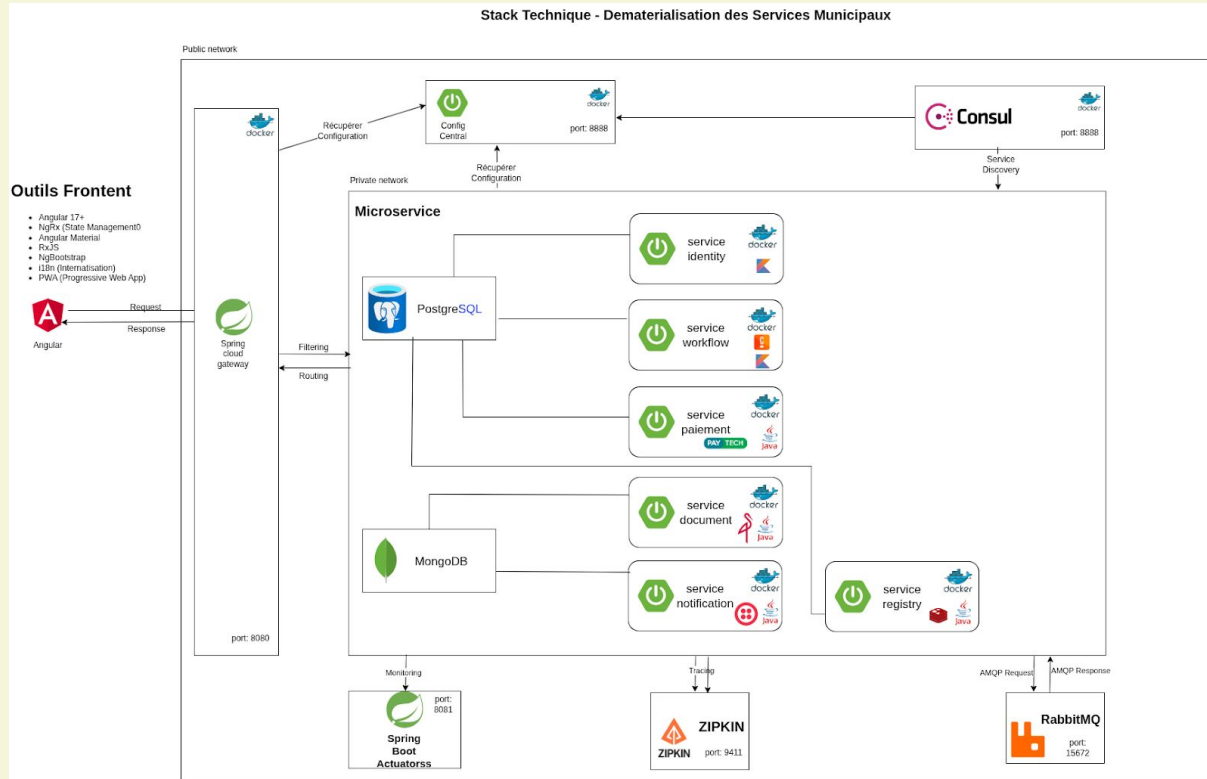 Stack Technique - Dematerialisation des Services Municipaux
Public network
docker
Récupérer
Configuration
Config
Central
docker
port: 8888
Consul
docker
port: 8888
Récupérer
Configuration
Service
Discovery
Outils Frontent
Angular 17+
NgRx (State Management0
Angular Material
RxJS
NgBootstrap
i18n (Internatisation)
PWA (Progressive Web App)
Request
Response
Angular
Spring
cloud
gateway
port: 8080
Filtering
Routing
Private network
Microservice
PostgreSQL
service
identity
docker
service
workflow
docker
service
paiement
docker
PAYTECH
Java
service
document
docker
Java
MongoDB
service
notification
docker
Java
service
registry
docker
Java
Monitoring
Tracing
AMQP Request
AMQP Response
port:
8081
Spring
Boot
Actuatorss
ZIPKIN
ZIPKIN
port: 9411
RabbitMQ
port:
15672